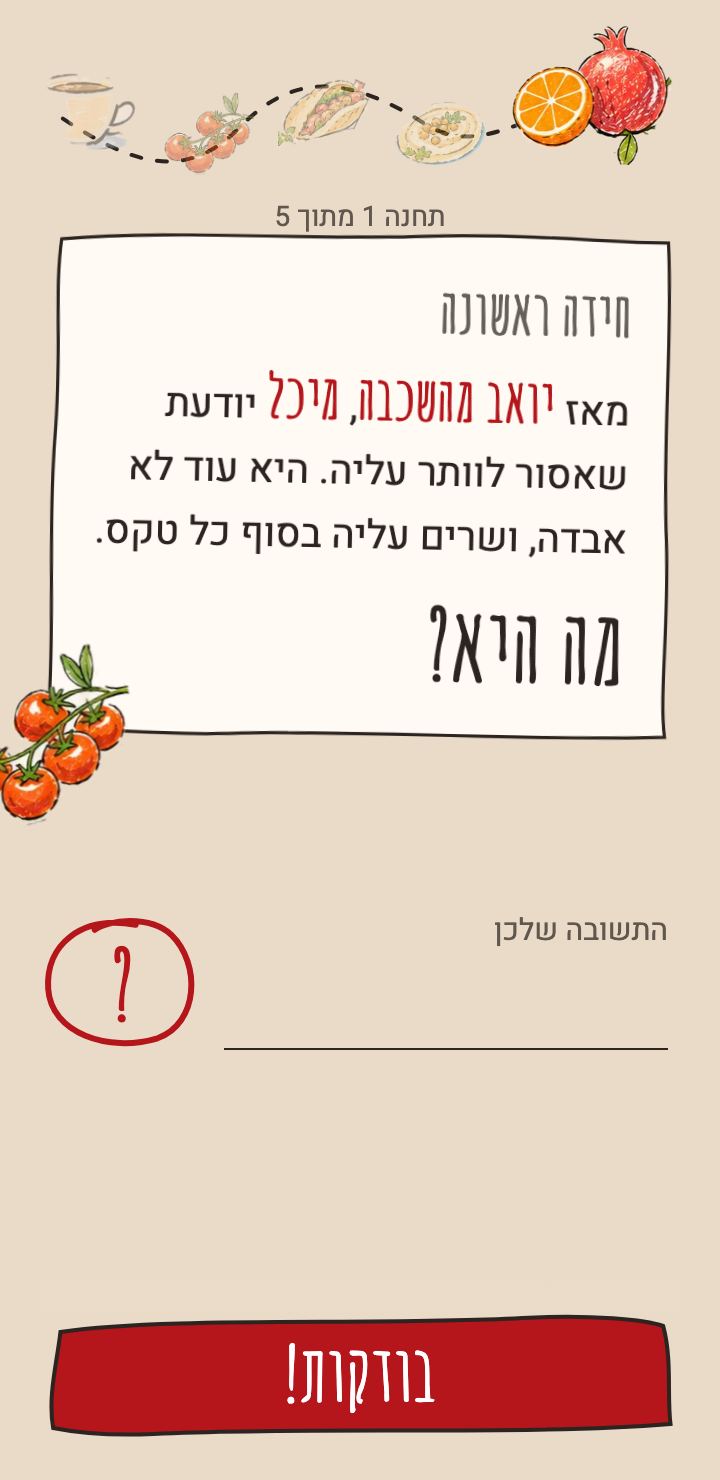 תחנה 1 מתוך 5
חידה ראשונה
מאז יואב מהשכבה, מיכל יודעת
שאסור לוותר עליה. היא עוד לא
אבדה, ושרים עליה בסוף כל טקס.
מה היא?
התשובה שלכן
?
בודקות!